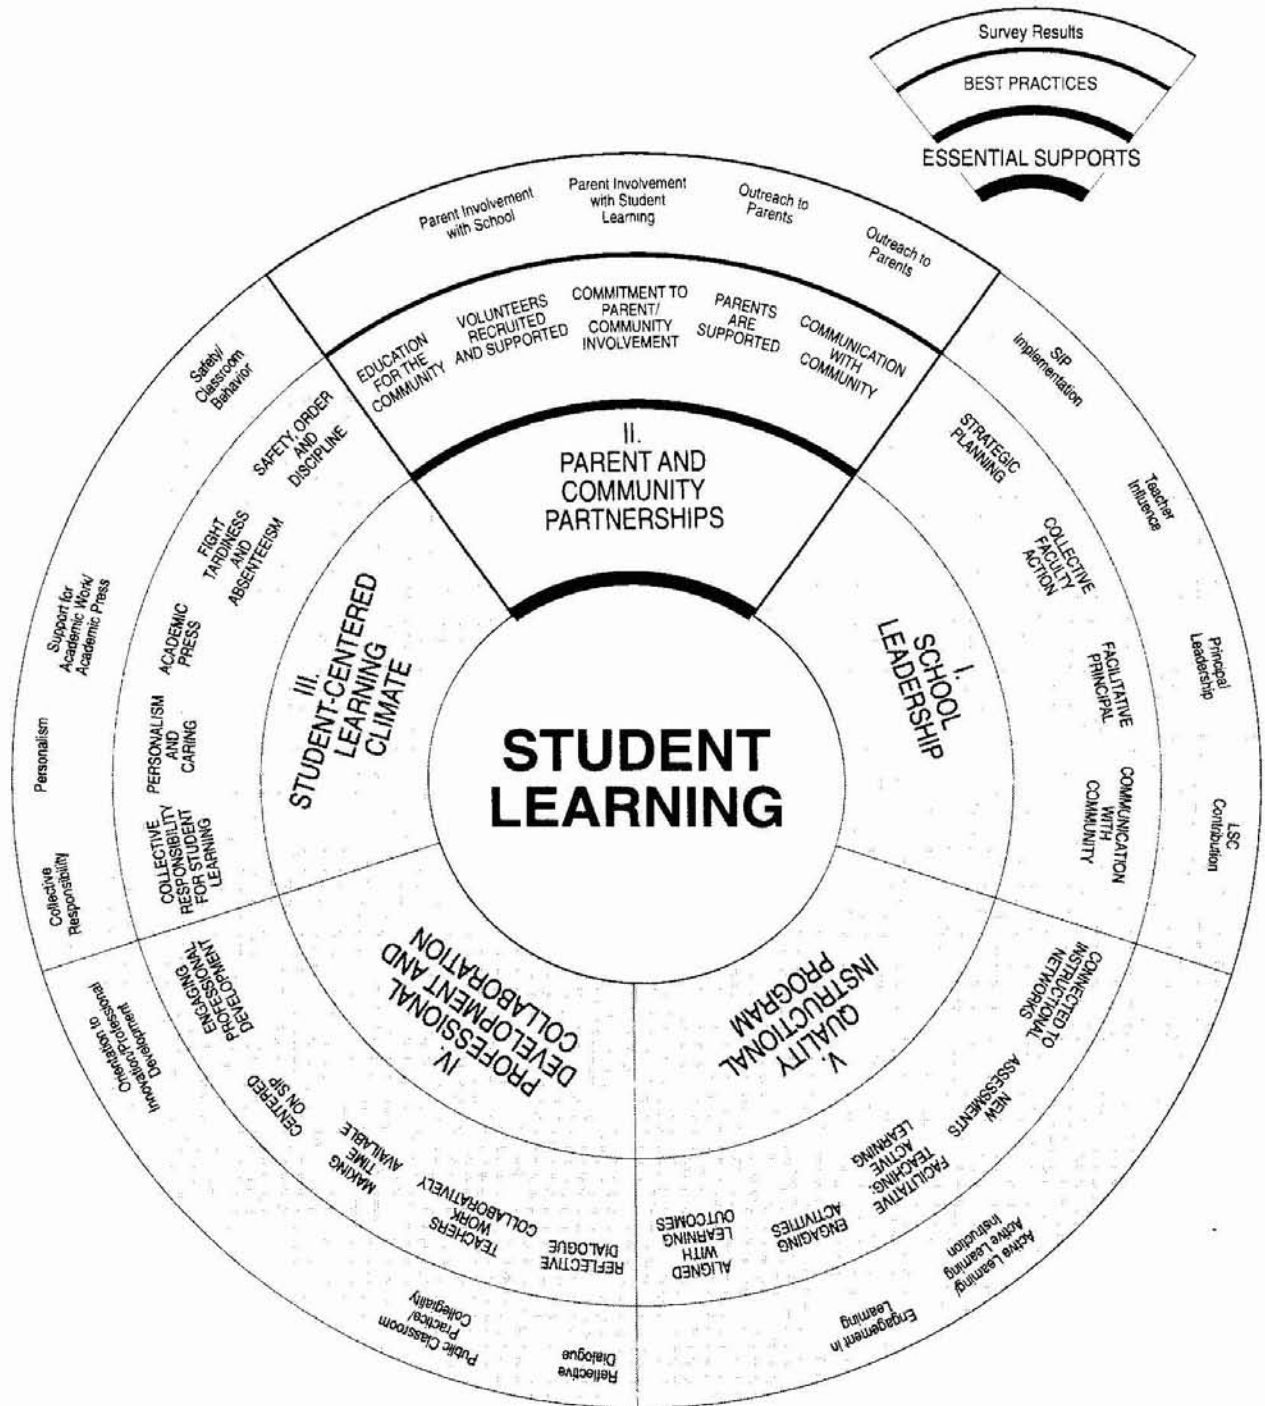 Survey Results
BEST PRACTICES
ESSENTIAL SUPPORTS
Parent Involvement
with School
Parent Involvement
with Student
Learning
Outreach to
Parents
Outreach to
Parents
EDUCATION
FOR THE
COMMUNITY
VOLUNTEERS
RECRUITED
AND SUPPORTED
COMMITMENT TO
PARENT/
COMMUNITY
INVOLVEMENT
PARENTS
ARE
SUPPORTED
COMMUNICATION
WITH
COMMUNITY
II.
PARENT AND
COMMUNITY
PARTNERSHIPS
SIP
Implementation
Teacher
Influence
Principal
Leadership
LSC
Contribution
STRATEGIC
PLANNING
COLLECTIVE
FACULTY
ACTION
FACILITATIVE
PRINCIPAL
COMMUNICATION
WITH
COMMUNITY
I.
SCHOOL
LEADERSHIP
Safety/
Classroom
Behavior
Support for
Academic Work/
Academic Press
Personalism
Collective
Responsibility
SAFETY, ORDER
AND
DISCIPLINE
FIGHT
TARDINESS
AND
ABSENTEEISM
ACADEMIC
PRESS
PERSONALISM
AND
CARING
COLLECTIVE
RESPONSIBILITY
FOR STUDENT
LEARNING
III.
STUDENT-CENTERED
LEARNING
CLIMATE
STUDENT
LEARNING
IV.
PROFESSIONAL
DEVELOPMENT AND
COLLABORATION
ENGAGING
PROFESSIONAL
DEVELOPMENT
CENTERED
ON SIP
MAKING
TIME
AVAILABLE
TEACHERS
WORK
COLLABORATIVELY
REFLECTIVE
DIALOGUE
Orientation to
Innovation/Professional
Development
Public Classroom
Practice/
Collegiality
Reflective
Dialogue
V.
QUALITY
INSTRUCTIONAL
PROGRAM
CONNECTED TO
INSTRUCTIONAL
NETWORKS
NEW
ASSESSMENTS
FACILITATIVE
TEACHING:
ACTIVE
LEARNING
ENGAGING
ACTIVITIES
ALIGNED
WITH
LEARNING
OUTCOMES
Active Learning/
Active Learning
Instruction
Engagement in
Learning